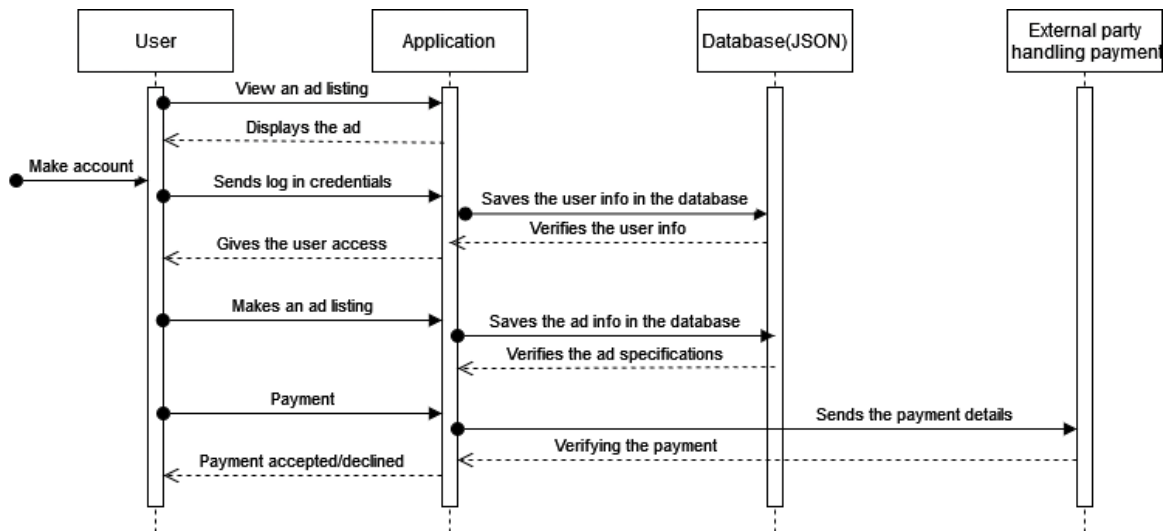 User
Application
Database(JSON)
External party
handling payment
View an ad listing
Displays the ad
Make account
Sends log in credentials
Saves the user info in the database
Verifies the user info
Gives the user access
Makes an ad listing
Saves the ad info in the database
Verifies the ad specifications
Payment
Sends the payment details
Verifying the payment
Payment accepted/declined